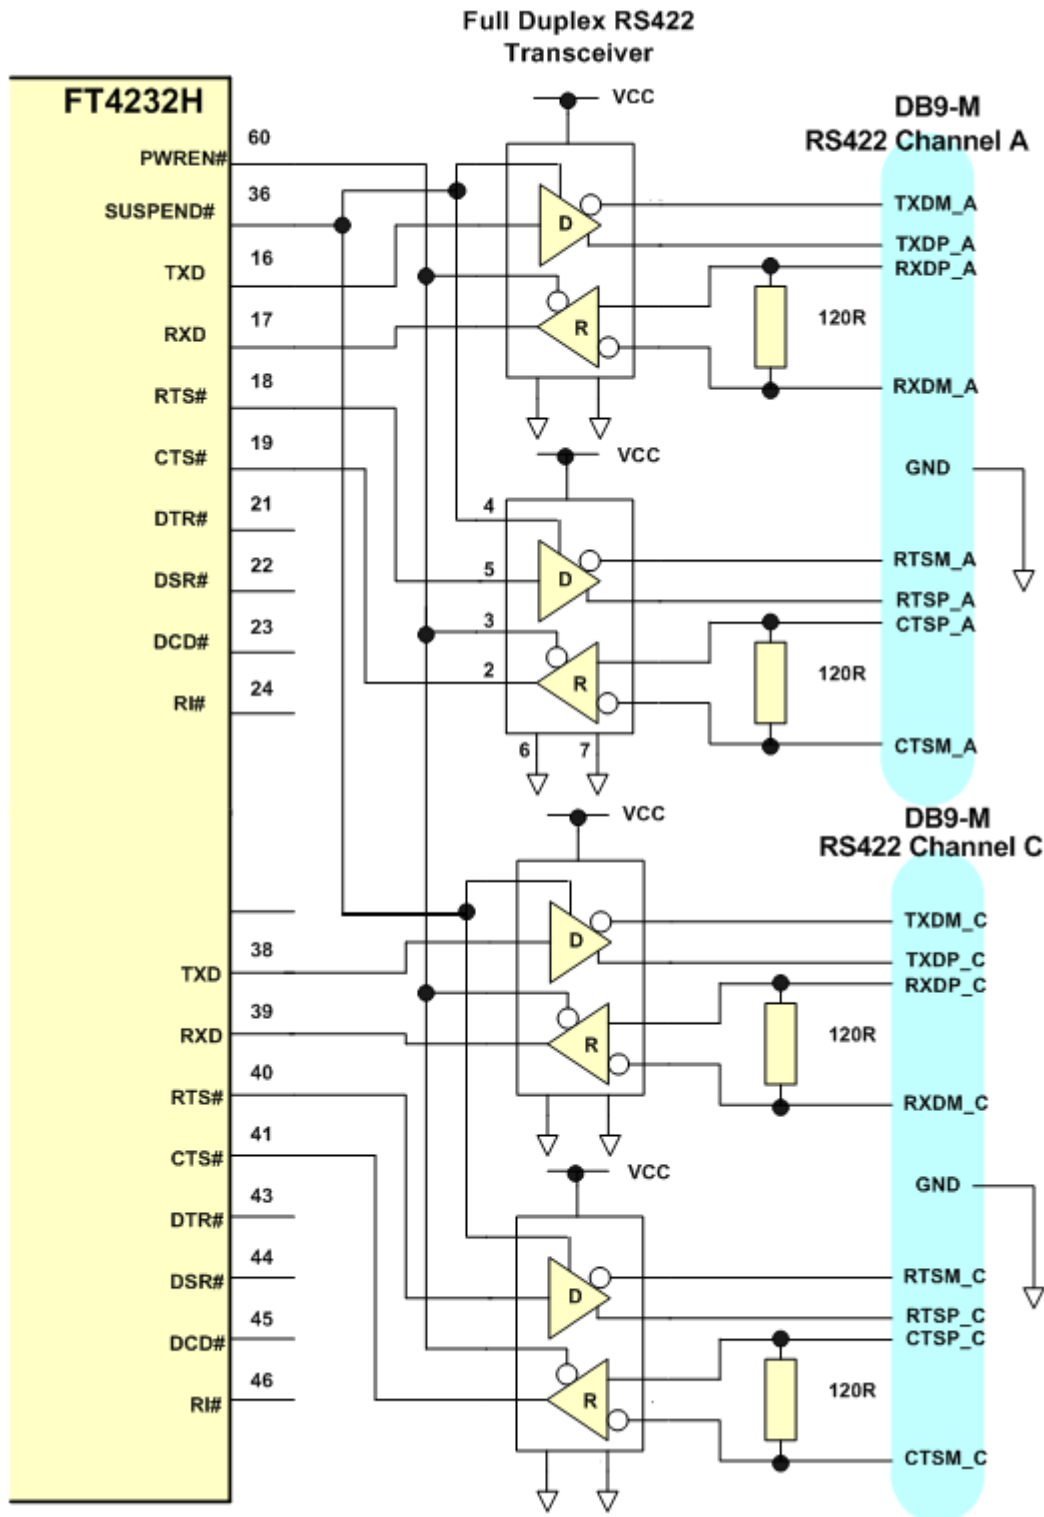 Full Duplex RS422
Transceiver
FT4232H
VCC
DB9-M
RS422 Channel A
60
PWREN#
36
SUSPEND#
D
TXDM_A
16
TXDP_A
TXD
RXDP_A
17
RXD
R
120R
18
RTS#
RXDM_A
19
CTS#
VCC
GND
21
4
DTR#
22
5
D
RTSM_A
DSR#
RTSP_A
23
3
CTSP_A
DCD#
24
2
R
120R
RI#
6
7
CTSM_A
VCC
DB9-M
RS422 Channel C
TXDM_C
38
D
TXDP_C
TXD
RXDP_C
39
RXD
R
120R
40
RTS#
RXDM_C
41
CTS#
VCC
43
GND
DTR#
44
DSR#
RTSM_C
45
D
RTSP_C
DCD#
CTSP_C
46
RI#
R
120R
CTSM_C